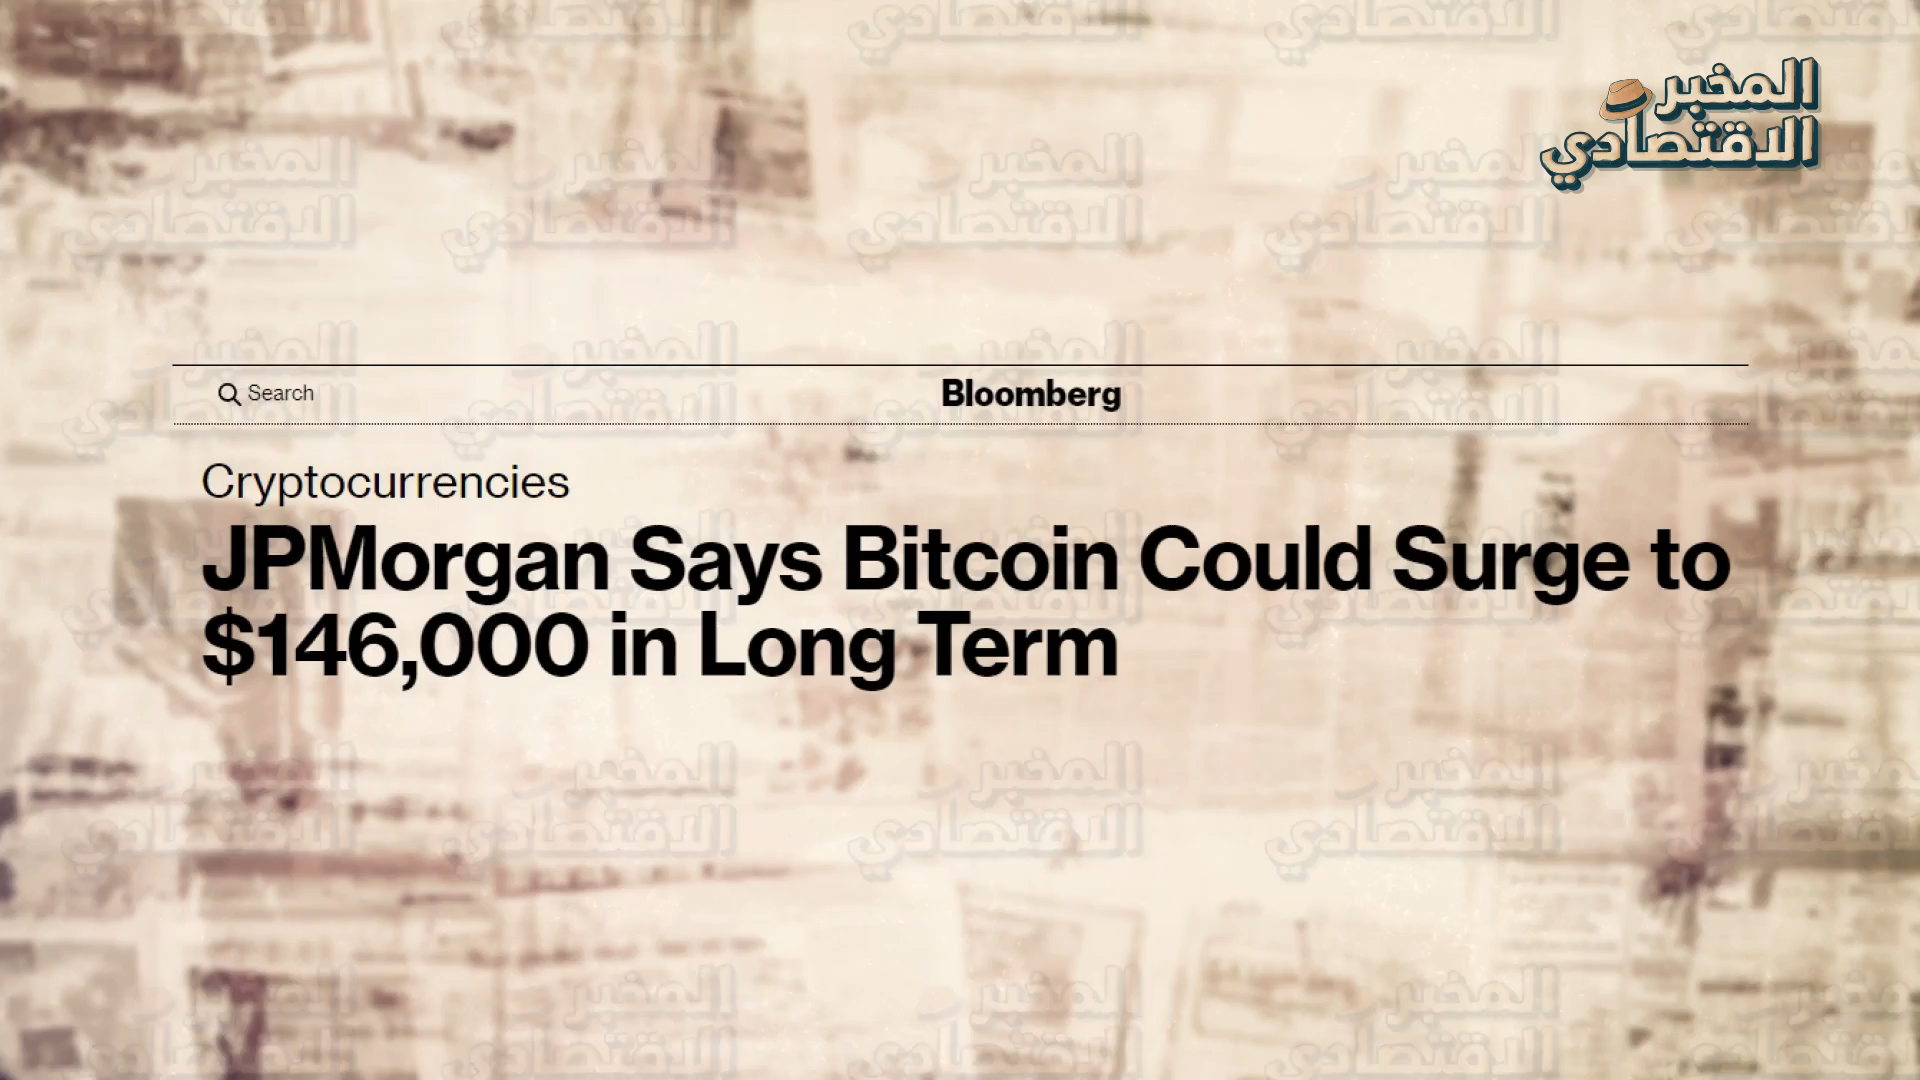 المخبر
الاقتصادي
Search
Bloomberg
Cryptocurrencies
JPMorgan Says Bitcoin Could Surge to
$146,000 in Long Term